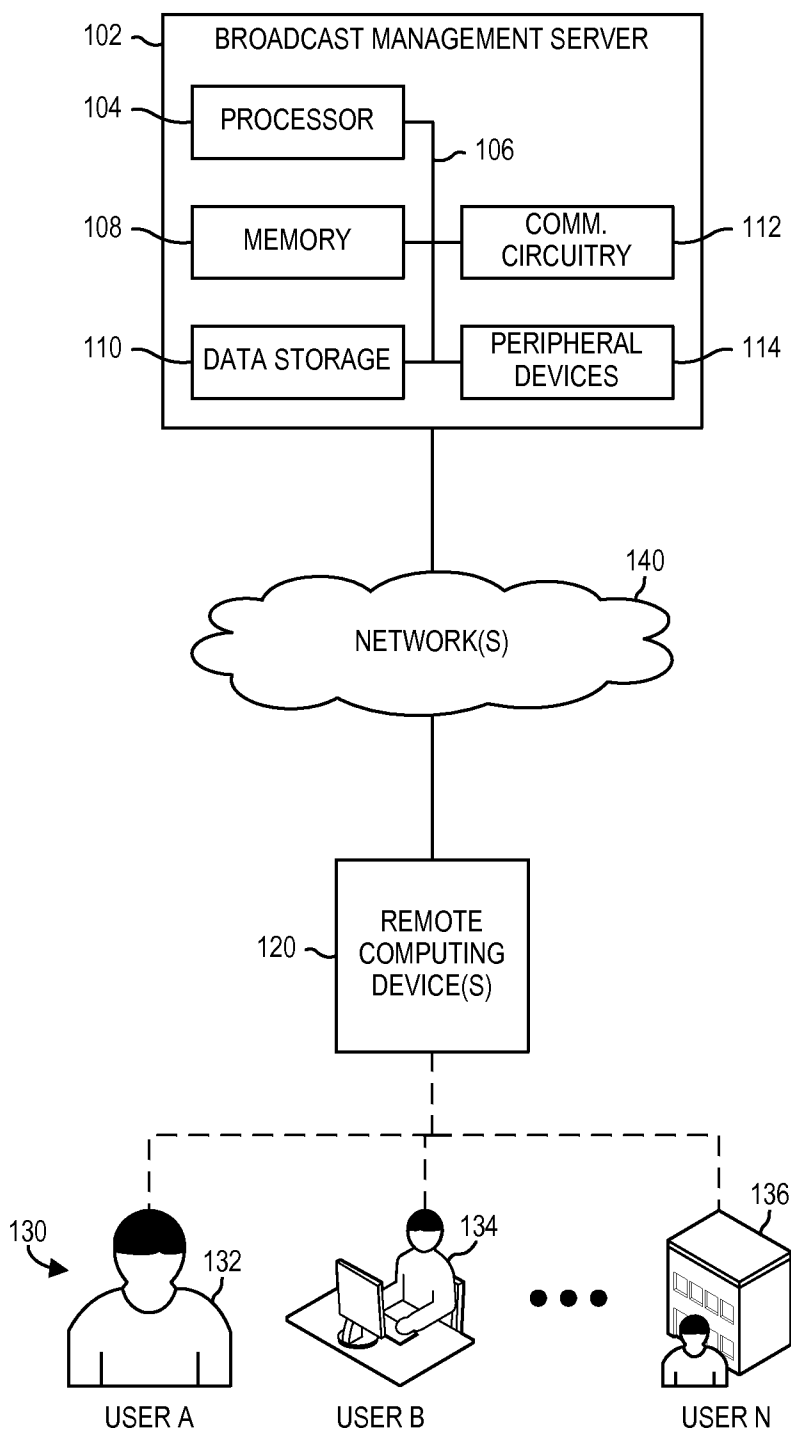 102
BROADCAST MANAGEMENT SERVER
104
PROCESSOR
106
108
MEMORY
COMM.
CIRCUITRY
112
110
DATA STORAGE
PERIPHERAL
DEVICES
114
140
NETWORK(S)
120
REMOTE
COMPUTING
DEVICE(S)
130
132
134
136
USER A
USER B
USER N